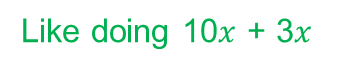 Like doing 10x + 3x